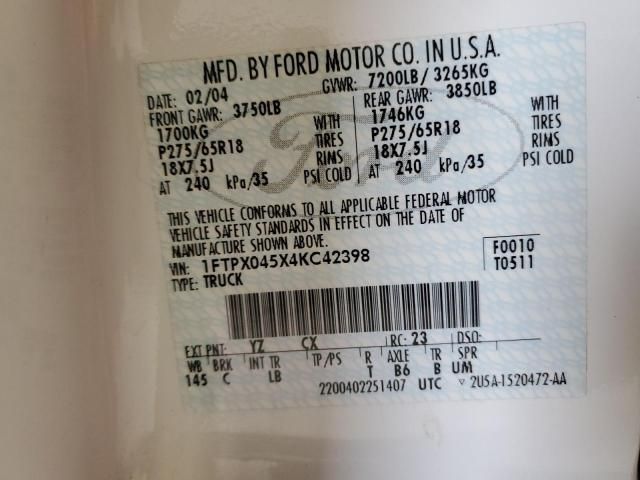 MFD. BY FORD MOTOR CO. IN U.S.A.
DATE: 02/04 GVWR: 7200LB/ 3265KG
FRONT GAWR: 3750LB REAR GAWR: 3850LB
1700KG WITH 1746KG WITH
P275/65R18 TIRES P275/65R18 TIRES
18X7.5J RIMS 18X7.5J RIMS
AT 240 kPa/35 PSI COLD AT 240 kPa/35 PSI COLD
THIS VEHICLE CONFORMS TO ALL APPLICABLE FEDERAL MOTOR
VEHICLE SAFETY STANDARDS IN EFFECT ON THE DATE OF
MANUFACTURE SHOWN ABOVE.
VIN: 1FTPX045X4KC42398 F0010
TYPE: TRUCK T0511
EXT PNT: YZ CX RC: 23 DSO:
WB BRK INT TR TP/PS R AXLE TR SPR
145 C LB T B6 B UM
2200402251407 UTC ▽ 2U5A-1520472-AA
Ford